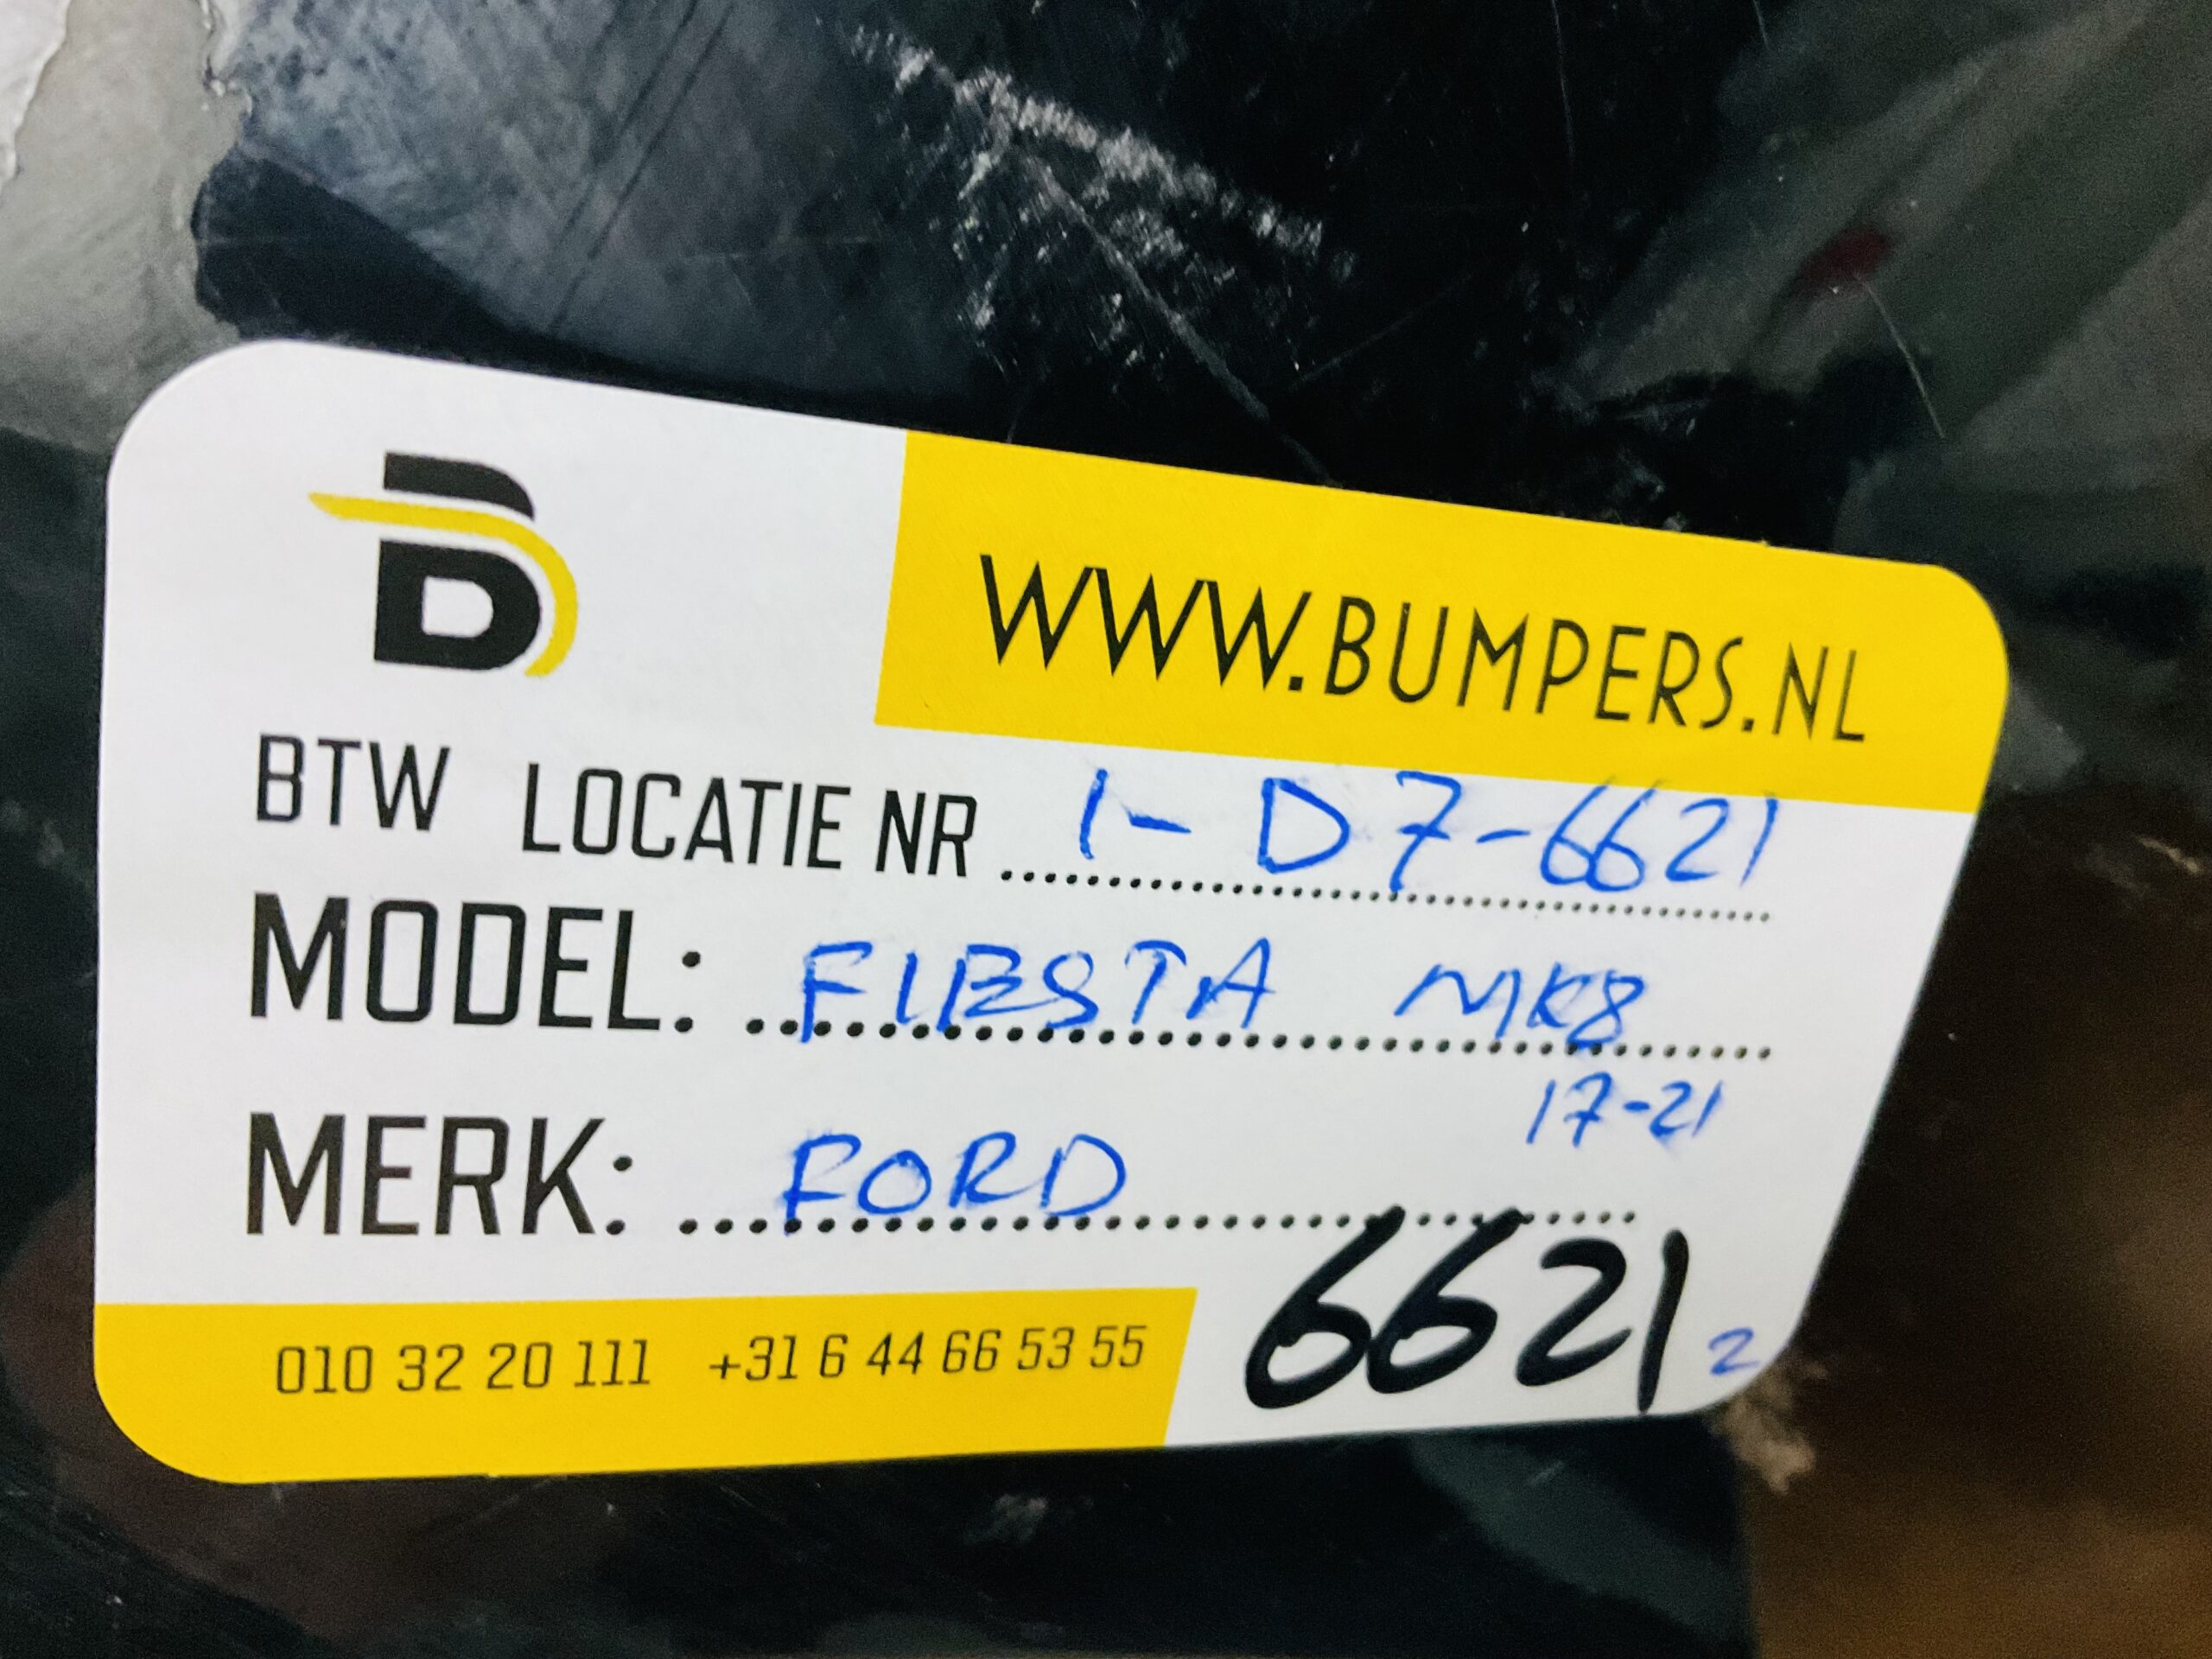 B
WWW.BUMPERS.NL
BTW LOCATIE NR 1-D7-6621
MODEL: FIESTA MK8
17-21
MERK: FORD
6621 2
010 32 20 111 +31 6 44 66 53 55